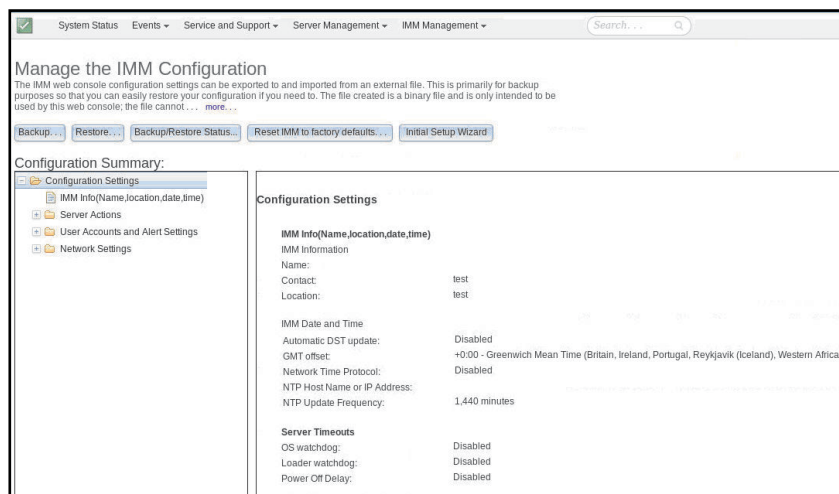 System Status Events Service and Support Server Management IMM Management Search. . .
Manage the IMM Configuration
The IMM web console configuration settings can be exported to and imported from an external file. This is primarily for backup
purposes so that you can easily restore your configuration if you need to. The file created is a binary file and is only intended to be
used by this web console; the file cannot . . . more. . .
Backup. . . Restore. . . Backup/Restore Status... Reset IMM to factory defaults. . . Initial Setup Wizard
Configuration Summary:
Configuration Settings
IMM Info(Name,location,date,time)
Server Actions
User Accounts and Alert Settings
Network Settings
Configuration Settings
IMM Info(Name,location,date,time)
IMM Information
Name:
Contact: test
Location: test
IMM Date and Time
Automatic DST update: Disabled
GMT offset: +0:00 - Greenwich Mean Time (Britain, Ireland, Portugal, Reykjavik (Iceland), Western Africa
Network Time Protocol: Disabled
NTP Host Name or IP Address:
NTP Update Frequency: 1,440 minutes
Server Timeouts
OS watchdog: Disabled
Loader watchdog: Disabled
Power Off Delay: Disabled